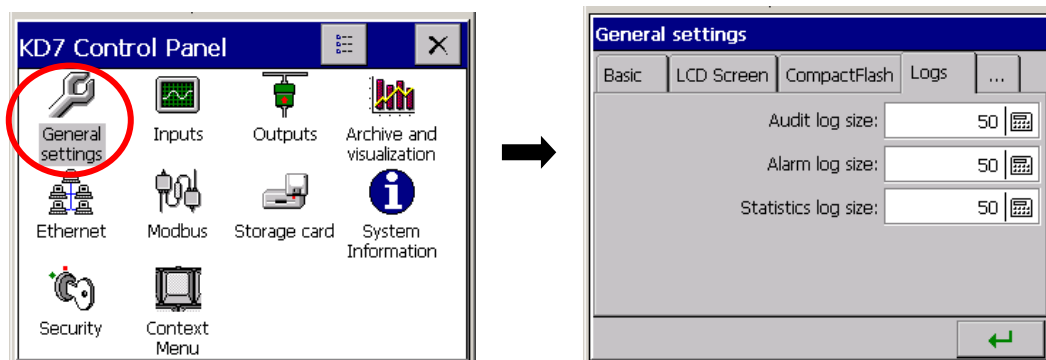 KD7 Control Panel
General
settings
Inputs
Outputs
Archive and
visualization
Ethernet
Modbus
Storage card
System
Information
Security
Context
Menu
General settings
Basic
LCD Screen
CompactFlash
Logs
...
Audit log size: 50
Alarm log size: 50
Statistics log size: 50